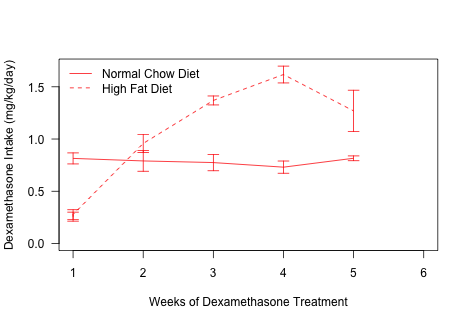 Normal Chow Diet
High Fat Diet
Dexamethasone Intake (mg/kg/day)
1.5
1.0
0.5
0.0
1 2 3 4 5 6
Weeks of Dexamethasone Treatment